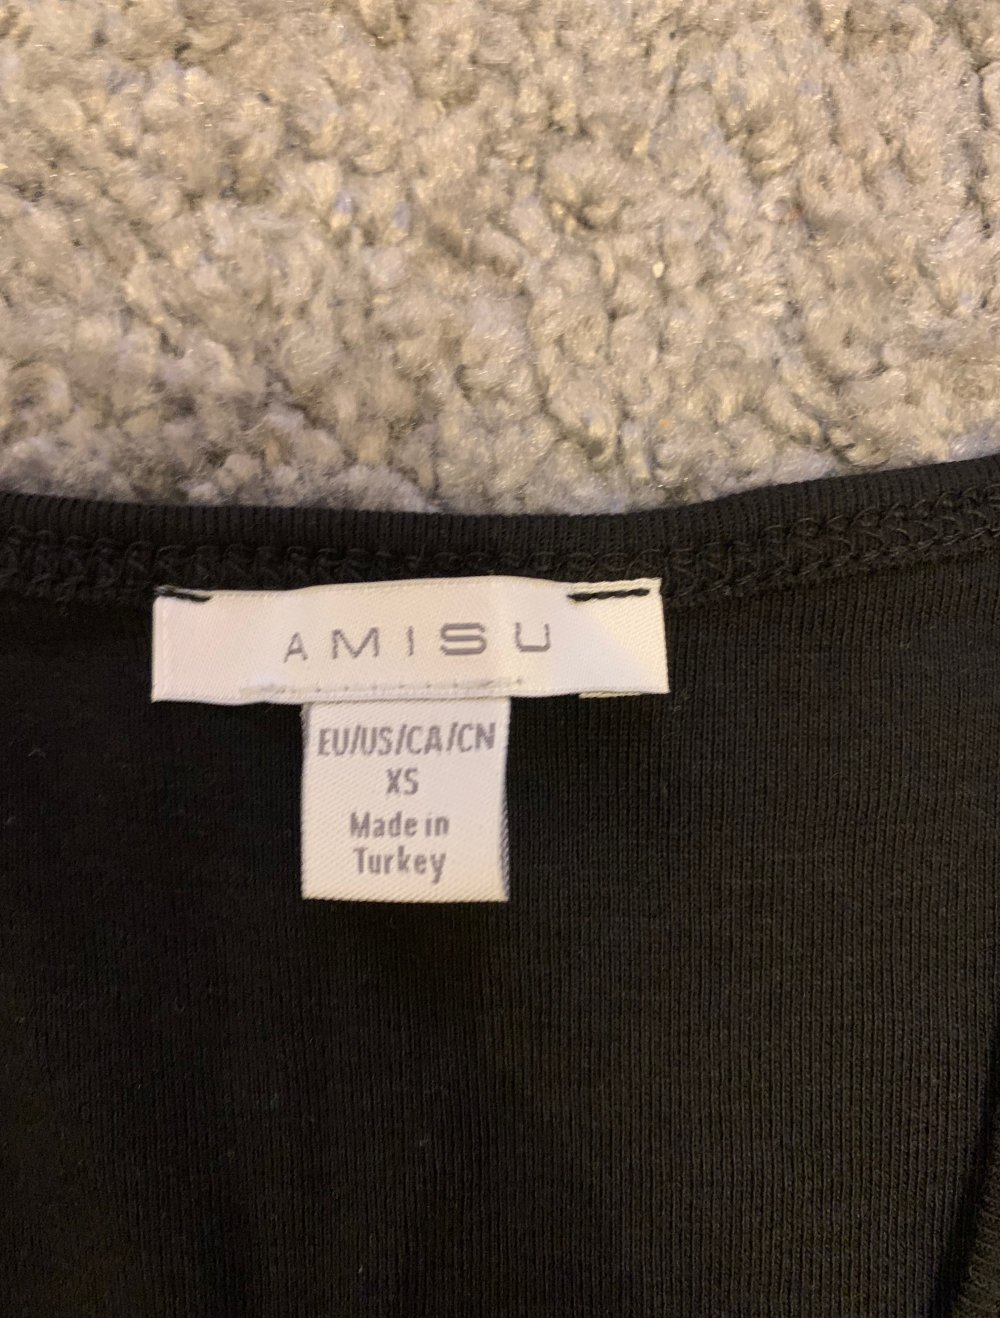 AMISU
EU/US/CA/CN
XS
Made in
Turkey